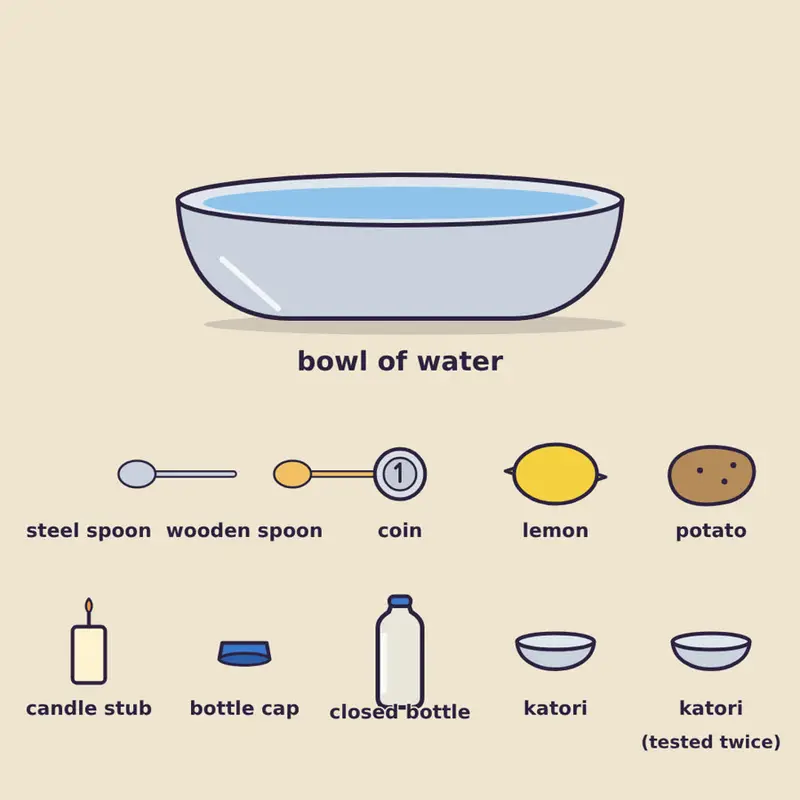 bowl of water
1
steel spoon
wooden spoon
coin
lemon
potato
candle stub
bottle cap
closed bottle
katori
katori
(tested twice)